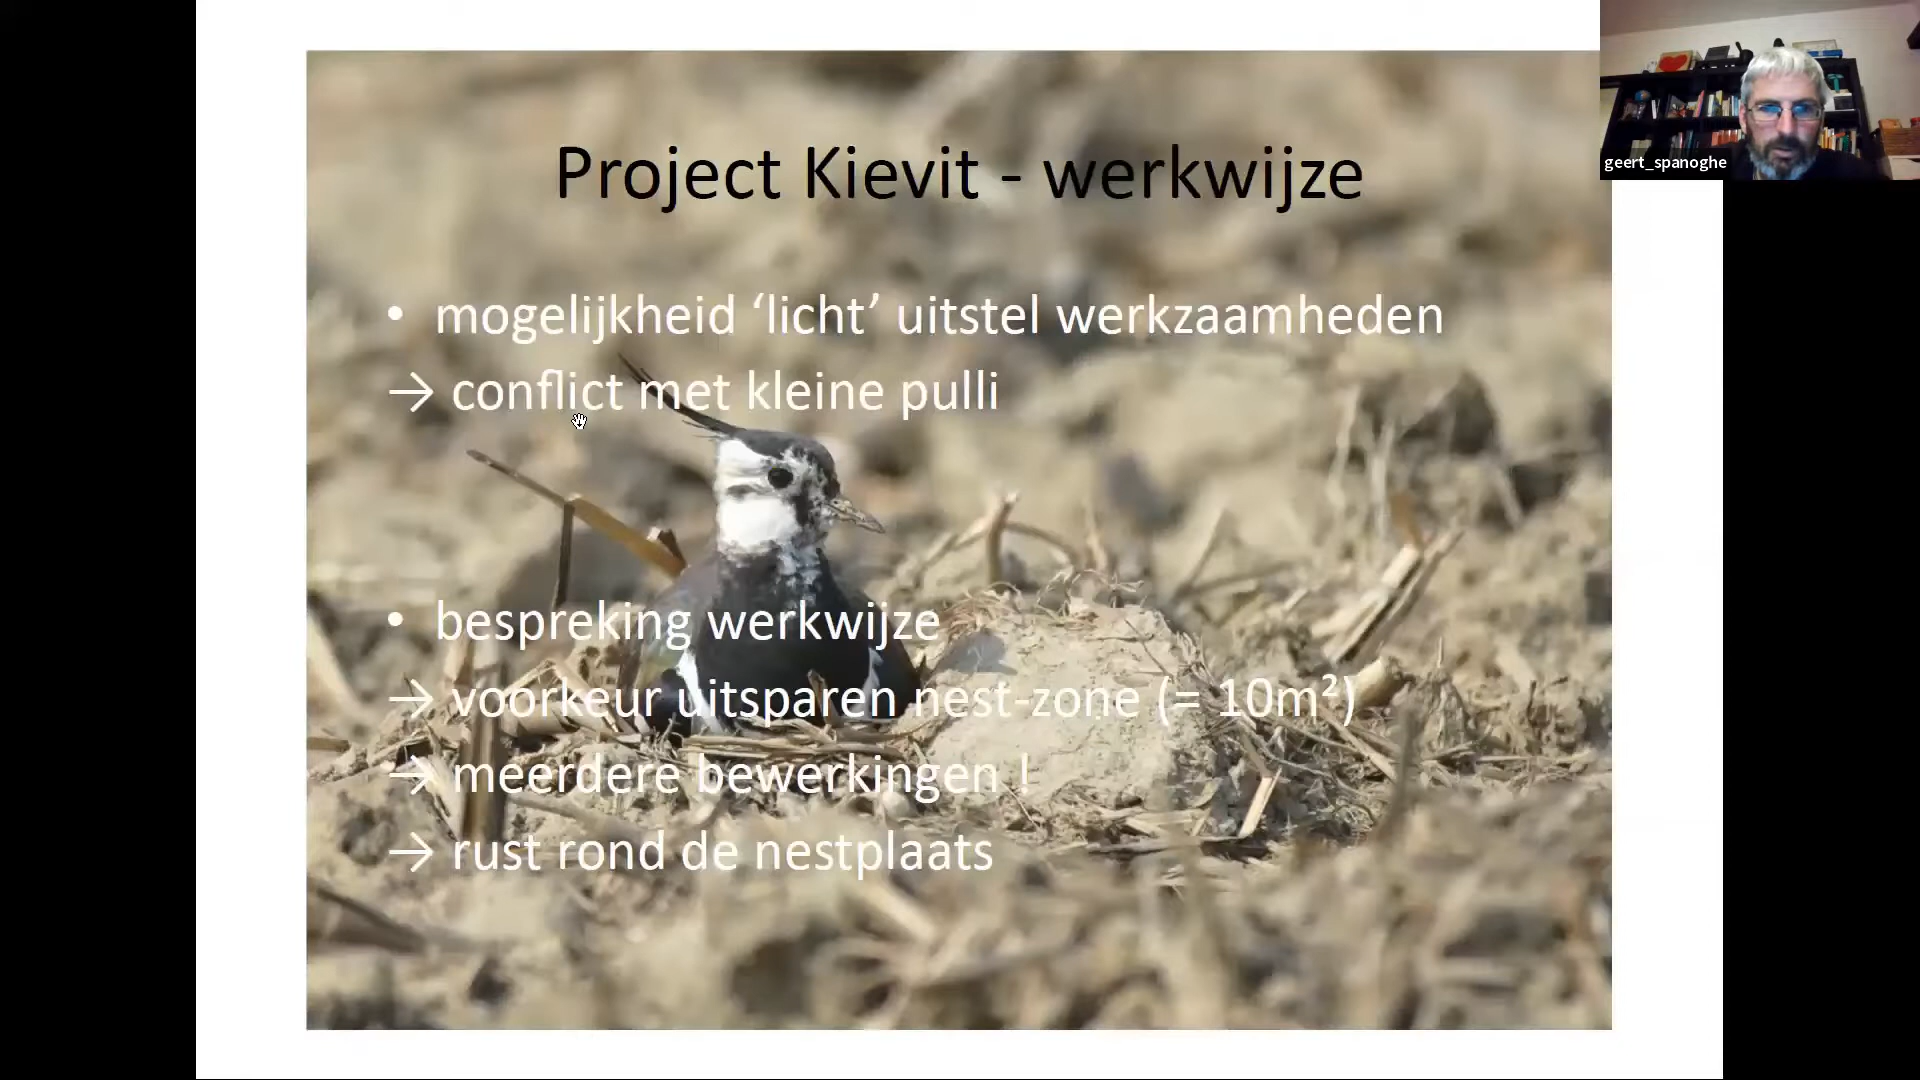 Project Kievit - werkwijze
geert_spanoghe
• mogelijkheid ‘licht’ uitstel werkzaamheden
→ conflict met kleine pulli
• bespreking werkwijze
→ voorkeur uitsparen nest-zone (= 10m²)
→ meerdere bewerkingen !
→ rust rond de nestplaats